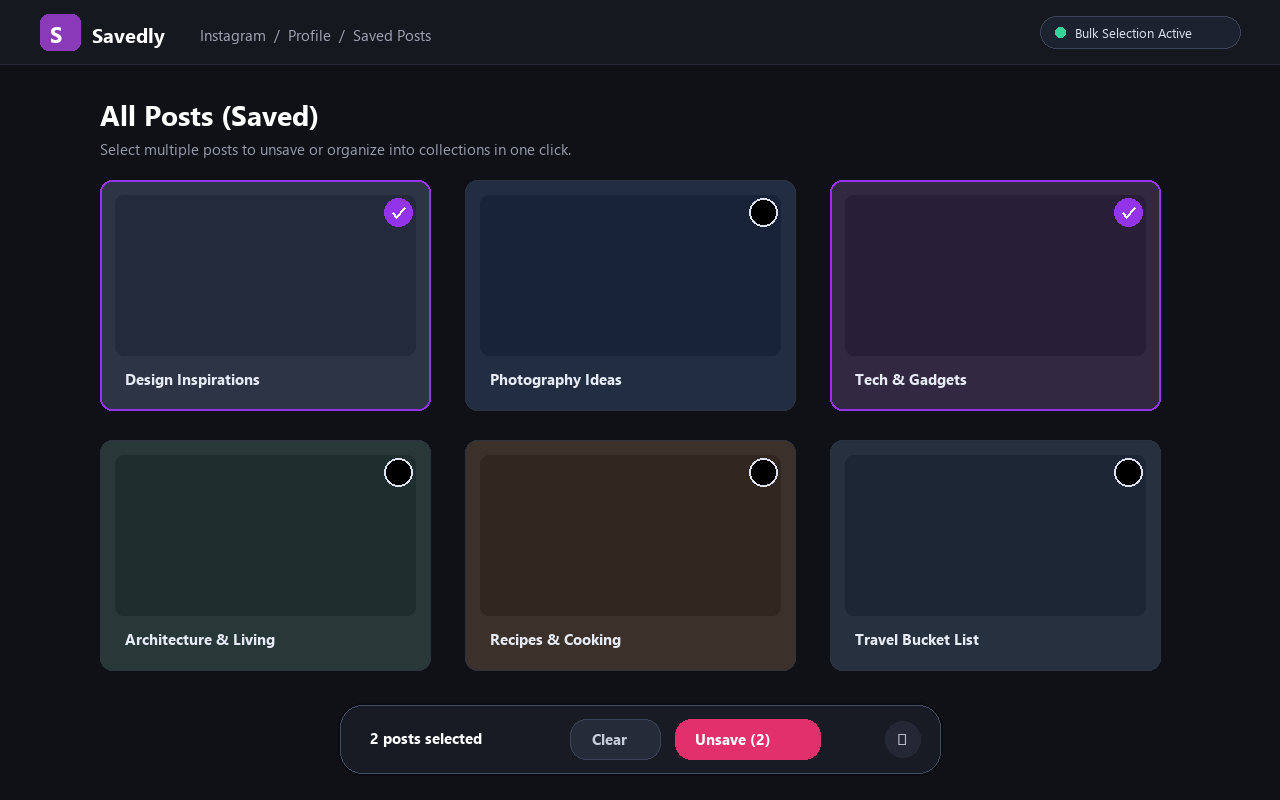 S Savedly Instagram / Profile / Saved Posts Bulk Selection Active
All Posts (Saved)
Select multiple posts to unsave or organize into collections in one click.
Design Inspirations Photography Ideas Tech & Gadgets
Architecture & Living Recipes & Cooking Travel Bucket List
2 posts selected Clear Unsave (2)